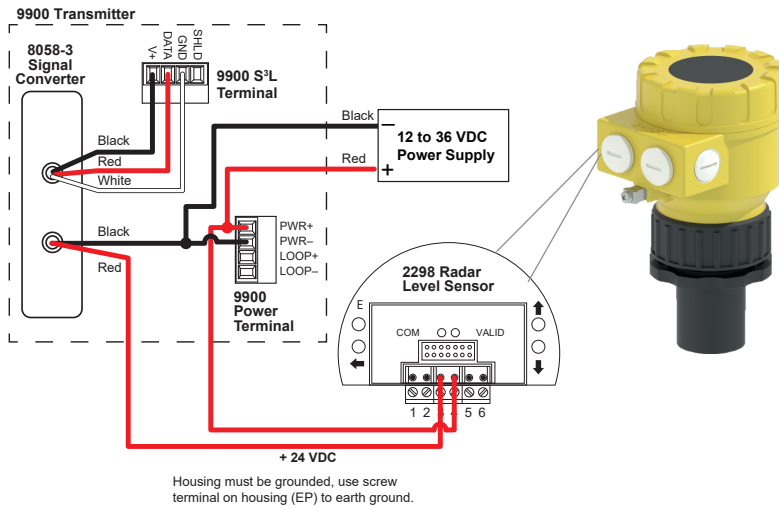 9900 Transmitter
8058-3
Signal
Converter
V+
DATA
GND
SHLD
9900 S³L
Terminal
Black
Red
White
Black
Red
Black
Red
12 to 36 VDC
Power Supply
–
+
PWR+
PWR–
LOOP+
LOOP–
9900
Power
Terminal
2298 Radar
Level Sensor
E
COM
VALID
1 2 3 4 5 6
+ 24 VDC
Housing must be grounded, use screw
terminal on housing (EP) to earth ground.